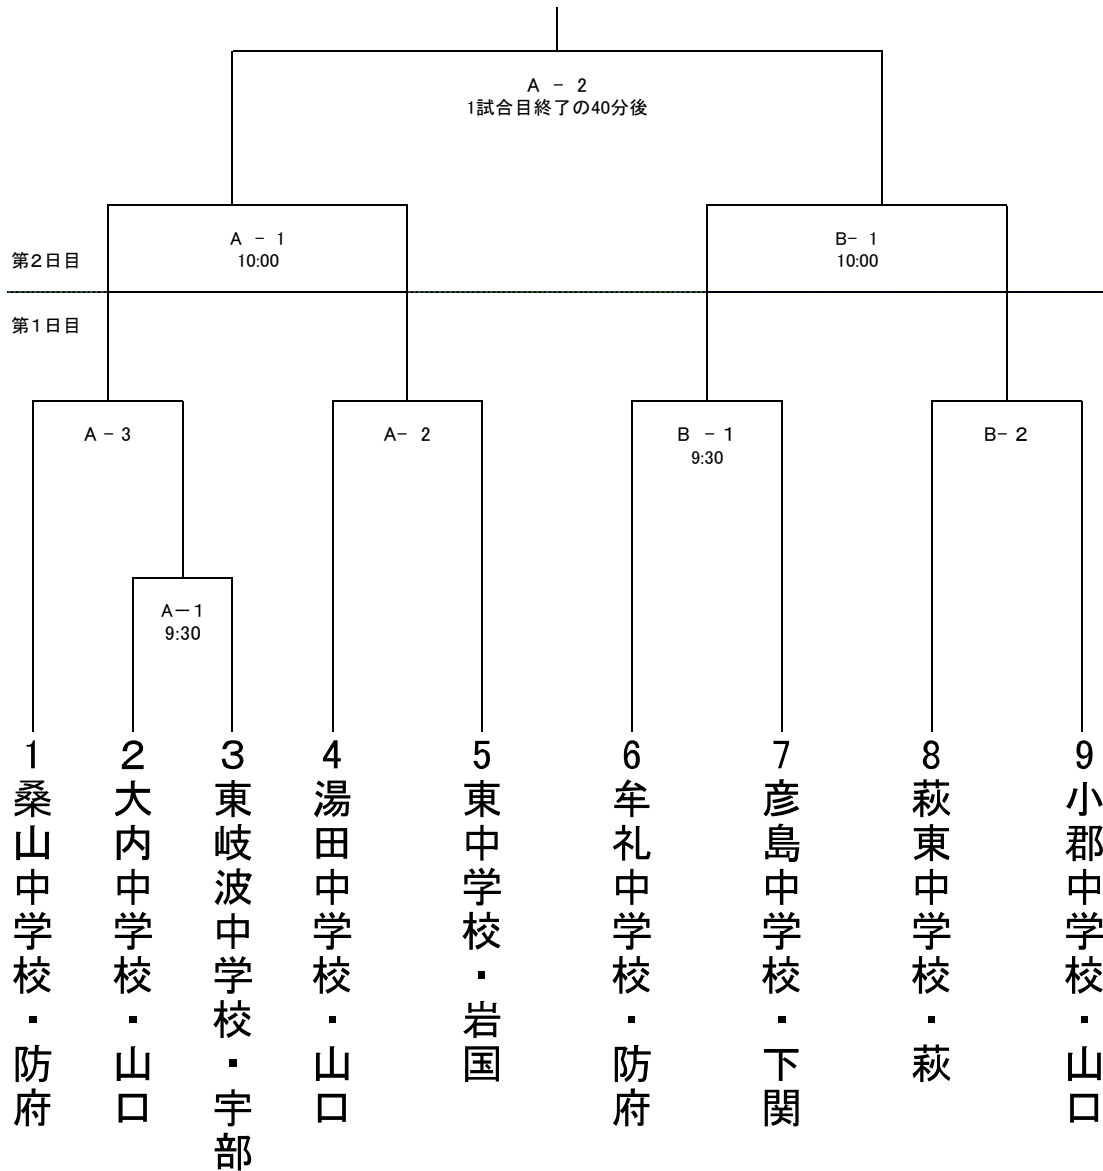 A － 2
1試合目終了の40分後
A － 1
10:00
B－ 1
10:00
第２日目
第１日目
A － 3
A－ 2
B － 1
9:30
B－ 2
A－1
9:30
1桑山中学校・防府
2大内中学校・山口
3東岐波中学校・宇部
4湯田中学校・山口
5東中学校・岩国
6牟礼中学校・防府
7彦島中学校・下関
8萩東中学校・萩
9小郡中学校・山口